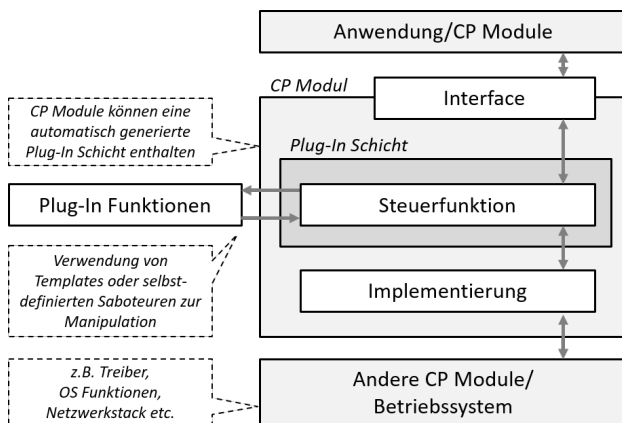 Anwendung/CP Module
CP Modul
Interface
CP Module können eine
automatisch generierte
Plug-In Schicht enthalten
Plug-In Schicht
Plug-In Funktionen
Steuerfunktion
Verwendung von
Templates oder selbst-
definierten Saboteuren zur
Manipulation
Implementierung
z.B. Treiber,
OS Funktionen,
Netzwerkstack etc.
Andere CP Module/
Betriebssystem